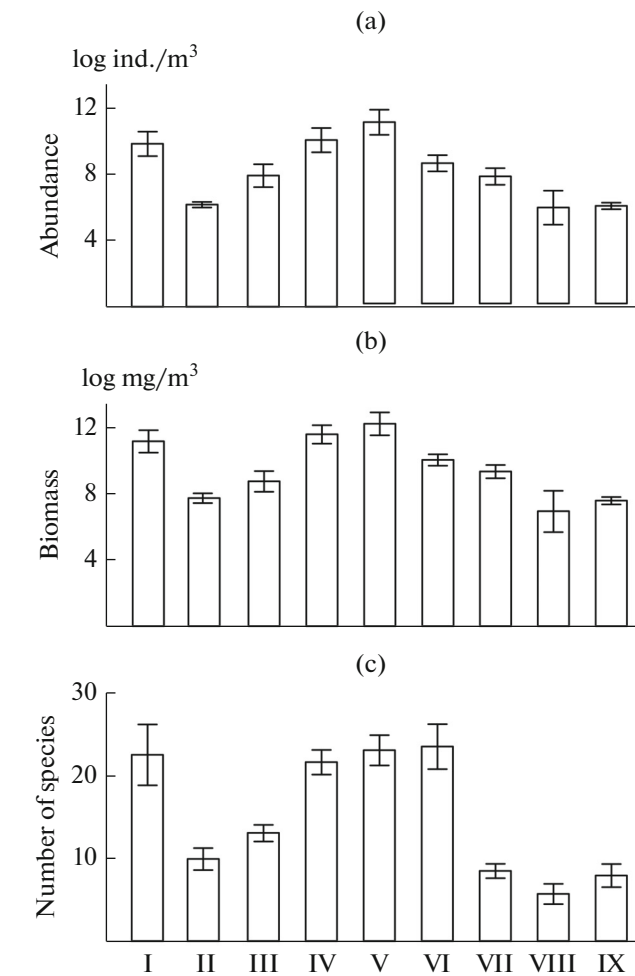 (a)
log ind./m³
Abundance
12
8
4
(b)
log mg/m³
Biomass
12
8
4
(c)
Number of species
30
20
10
I II III IV V VI VII VIII IX